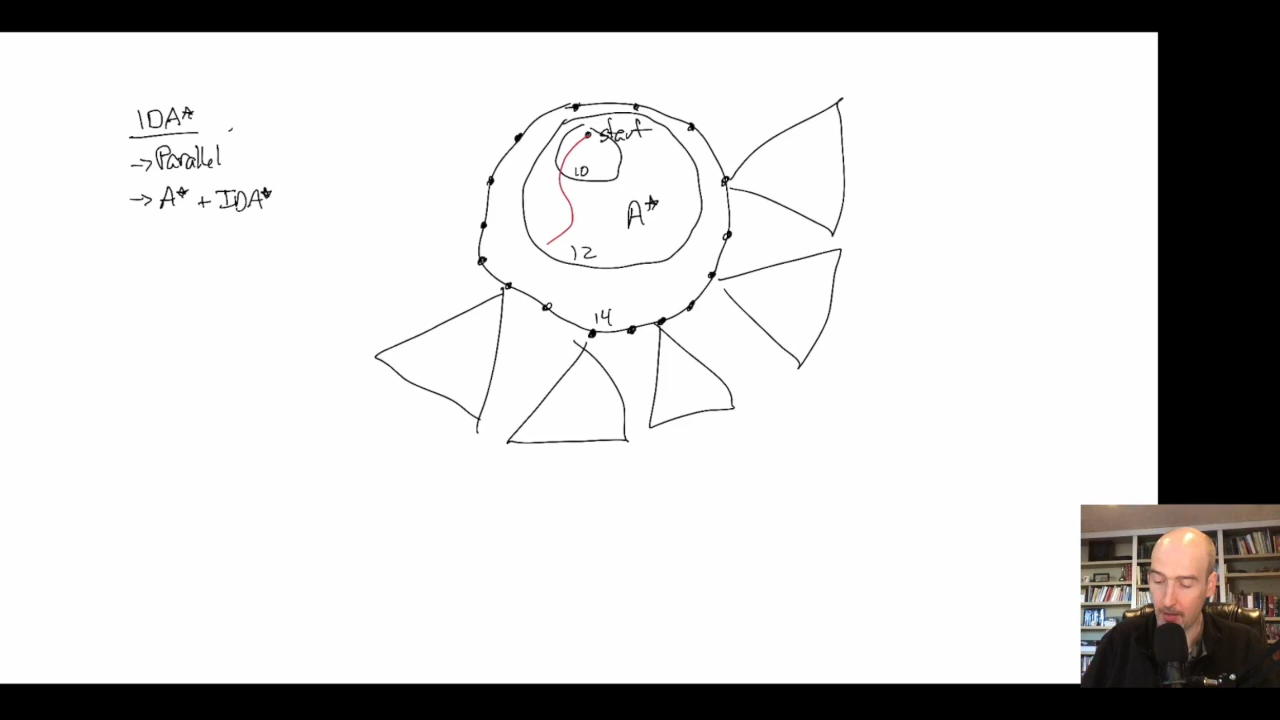 IDA*
→ Parallel
→ A* + IDA*
start
10
A*
12
14